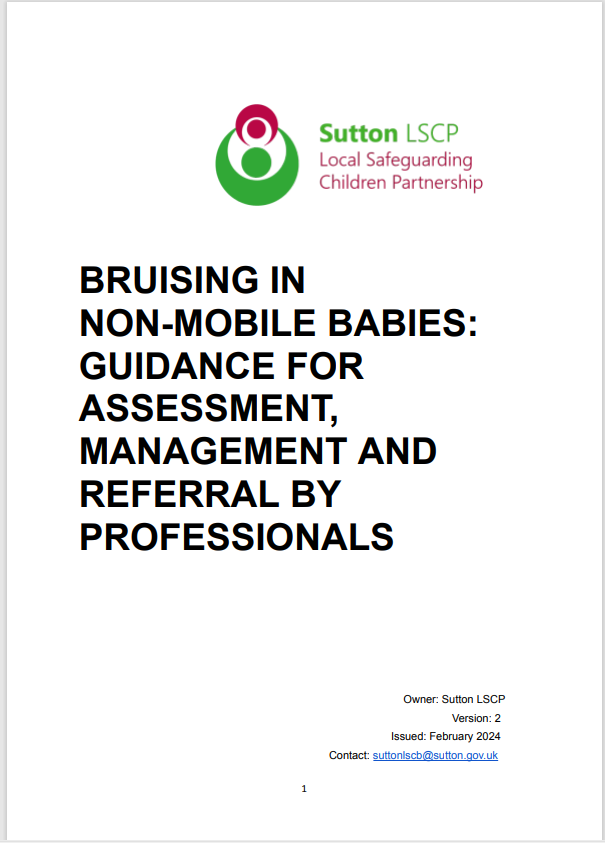 Sutton LSCP
Local Safeguarding
Children Partnership
BRUISING IN
NON-MOBILE BABIES:
GUIDANCE FOR
ASSESSMENT,
MANAGEMENT AND
REFERRAL BY
PROFESSIONALS
Owner: Sutton LSCP
Version: 2
Issued: February 2024
Contact: suttonlscb@sutton.gov.uk
1